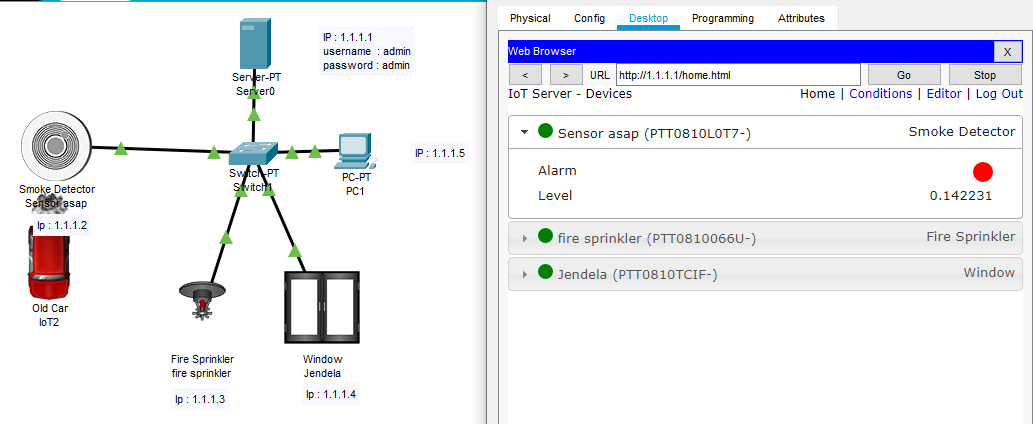 IP : 1.1.1.1
username : admin
password : admin
Server-PT
Server0
Switch-PT
Switch1
PC-PT
PC1
IP : 1.1.1.5
Smoke Detector
Sensor asap
Ip : 1.1.1.2
Old Car
IoT2
Fire Sprinkler
fire sprinkler
Ip : 1.1.1.3
Window
Jendela
Ip : 1.1.1.4
Physical Config Desktop Programming Attributes
Web Browser X
< > URL http://1.1.1.1/home.html Go Stop
IoT Server - Devices Home | Conditions | Editor | Log Out
Sensor asap (PTT0810L0T7-) Smoke Detector
Alarm
Level 0.142231
fire sprinkler (PTT0810066U-) Fire Sprinkler
Jendela (PTT0810TCIF-) Window